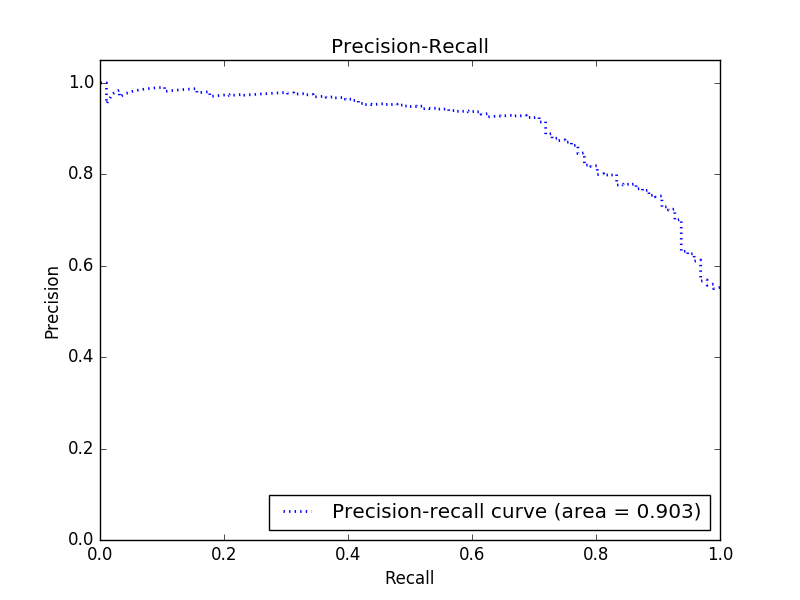 Precision-Recall
1.0
0.8
0.6
0.4
0.2
0.0
Precision
Precision-recall curve (area = 0.903)
0.0 0.2 0.4 0.6 0.8 1.0
Recall